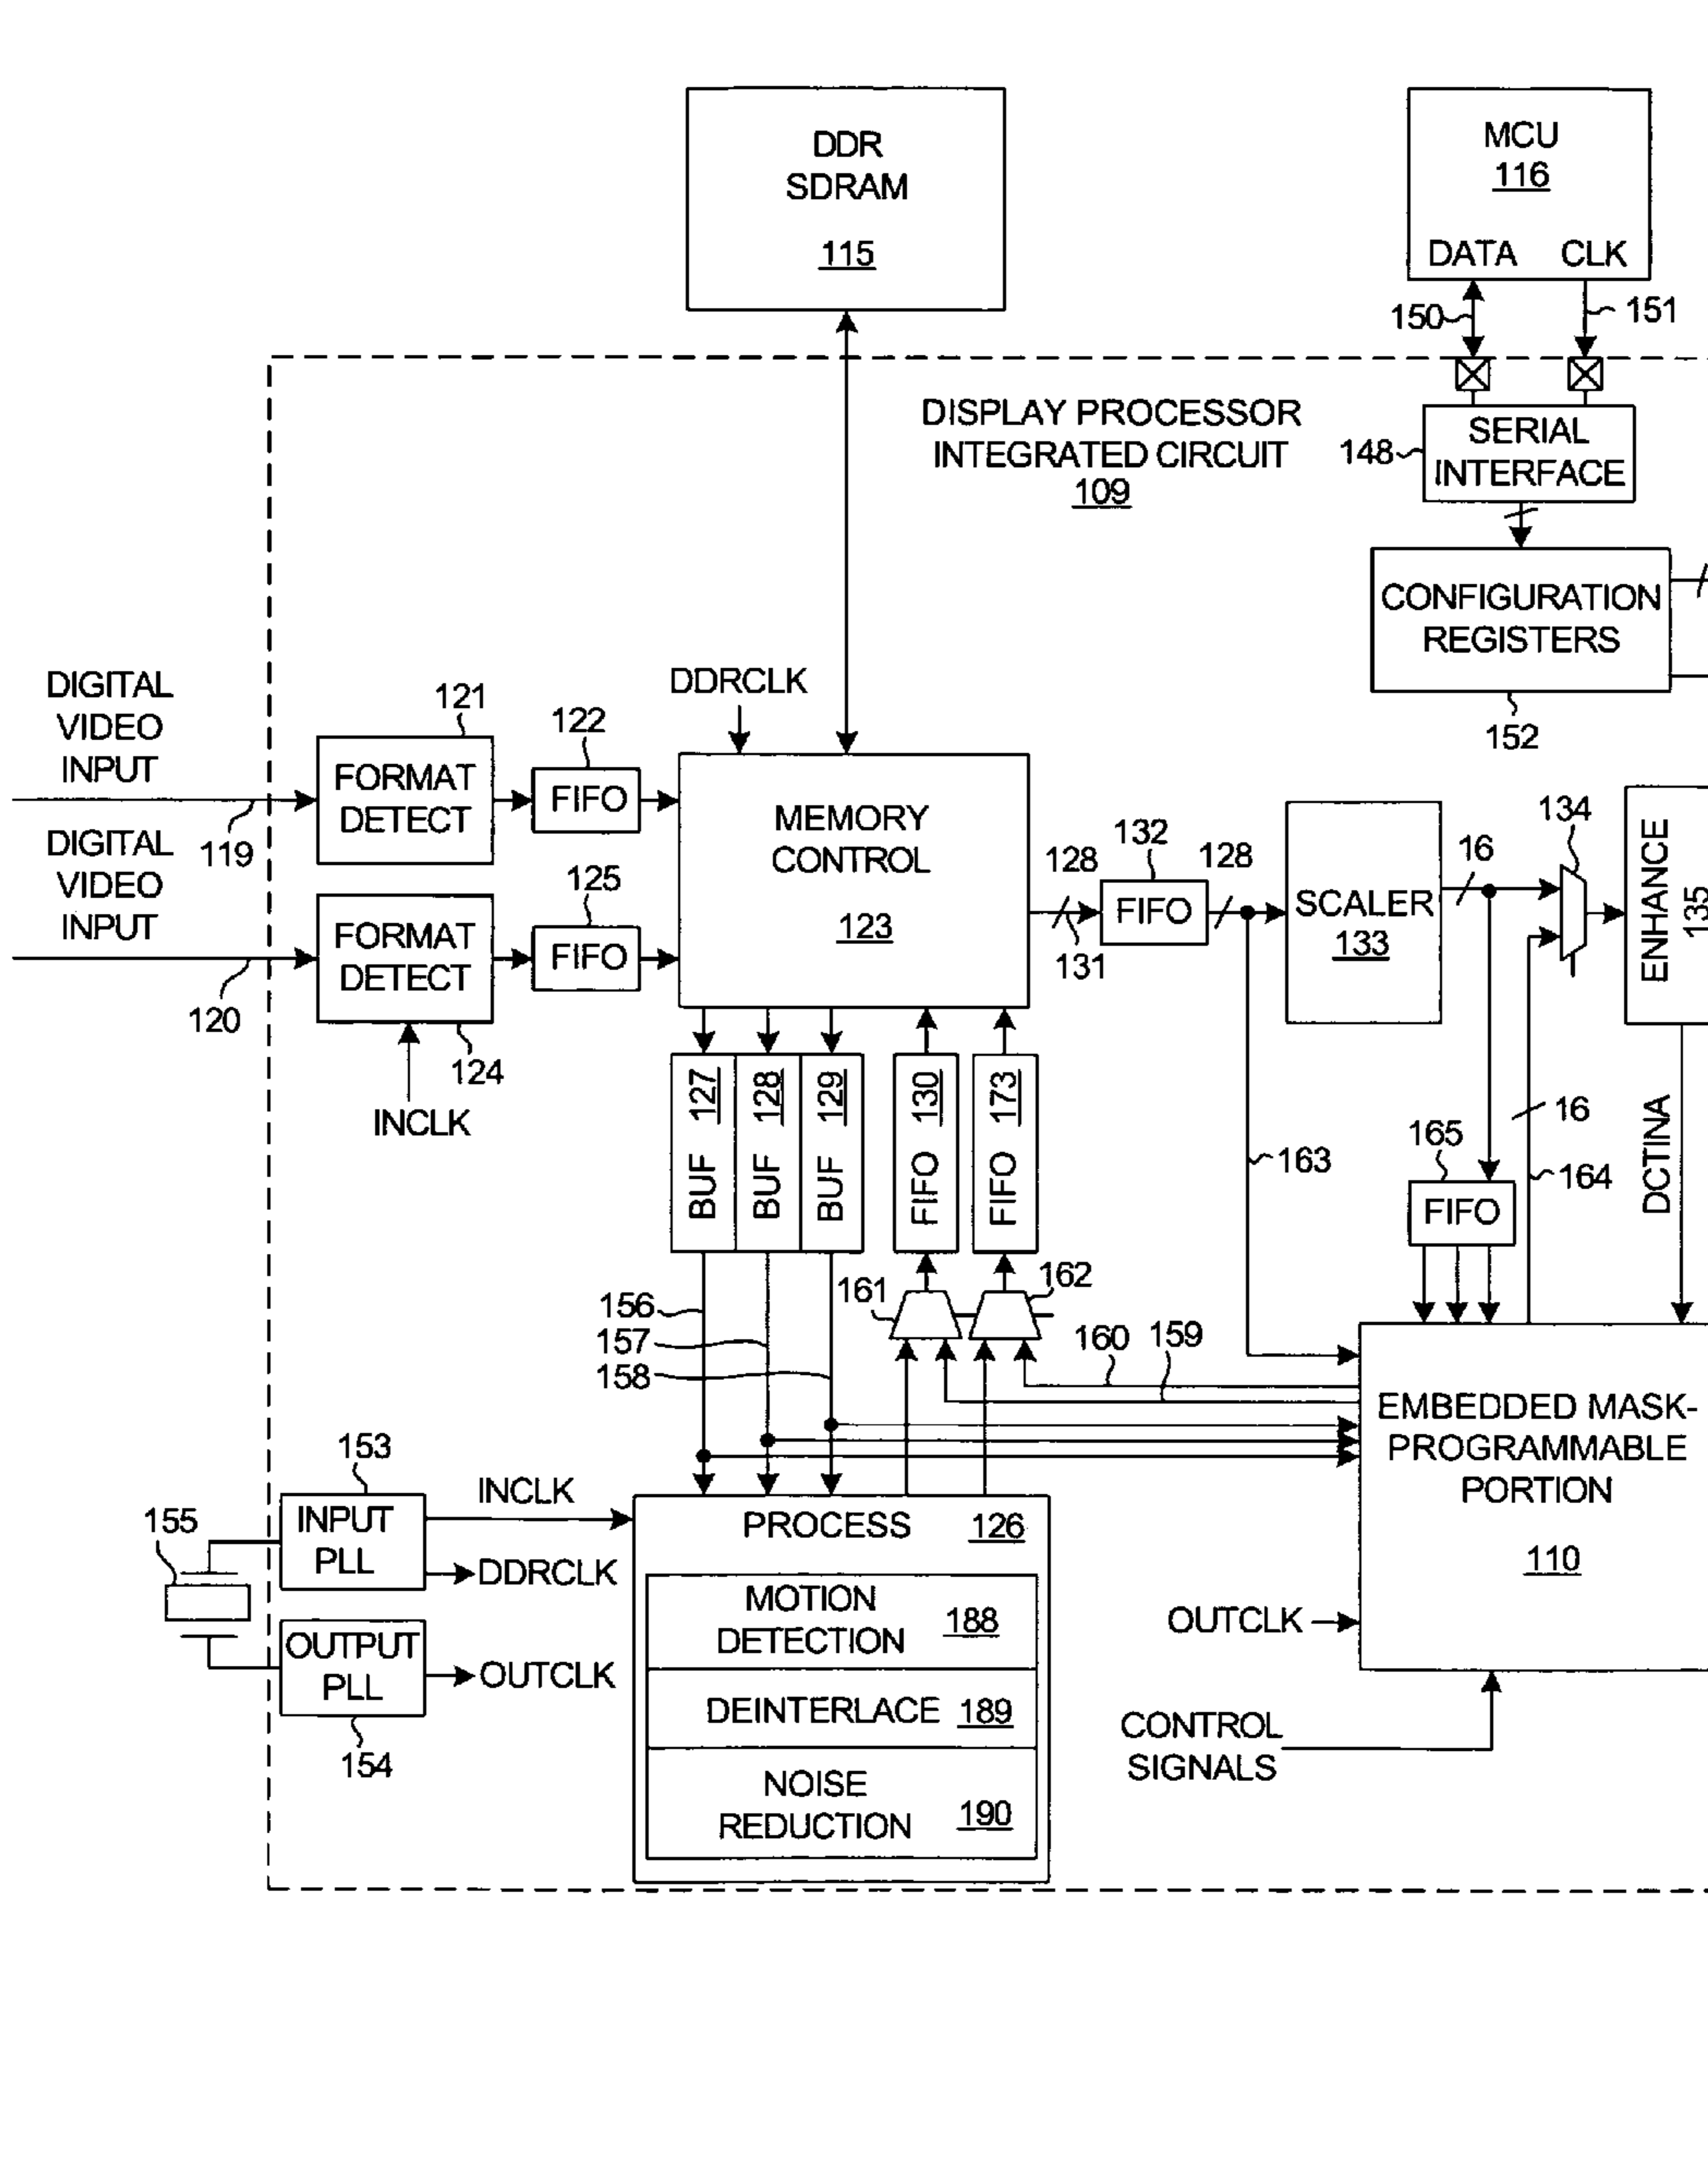 DDR
SDRAM
115
MCU
116
DATA CLK
150
151
DISPLAY PROCESSOR
INTEGRATED CIRCUIT
109
148
SERIAL
INTERFACE
CONFIGURATION
REGISTERS
152
DIGITAL
VIDEO
INPUT
119
DIGITAL
VIDEO
INPUT
120
121
FORMAT
DETECT
122
FIFO
FORMAT
DETECT
124
125
FIFO
INCLK
DDRCLK
MEMORY
CONTROL
123
128
131
132
FIFO
128
SCALER
133
16
134
ENHANCE
135
BUF 127
BUF 128
BUF 129
FIFO 130
FIFO 173
163
165
FIFO
16
164
DCTINA
161
162
156
157
158
160
159
EMBEDDED MASK-
PROGRAMMABLE
PORTION
110
OUTCLK
CONTROL
SIGNALS
153
INPUT
PLL
INCLK
DDRCLK
155
OUTPUT
PLL
OUTCLK
154
PROCESS 126
MOTION
DETECTION 188
DEINTERLACE 189
NOISE
REDUCTION 190